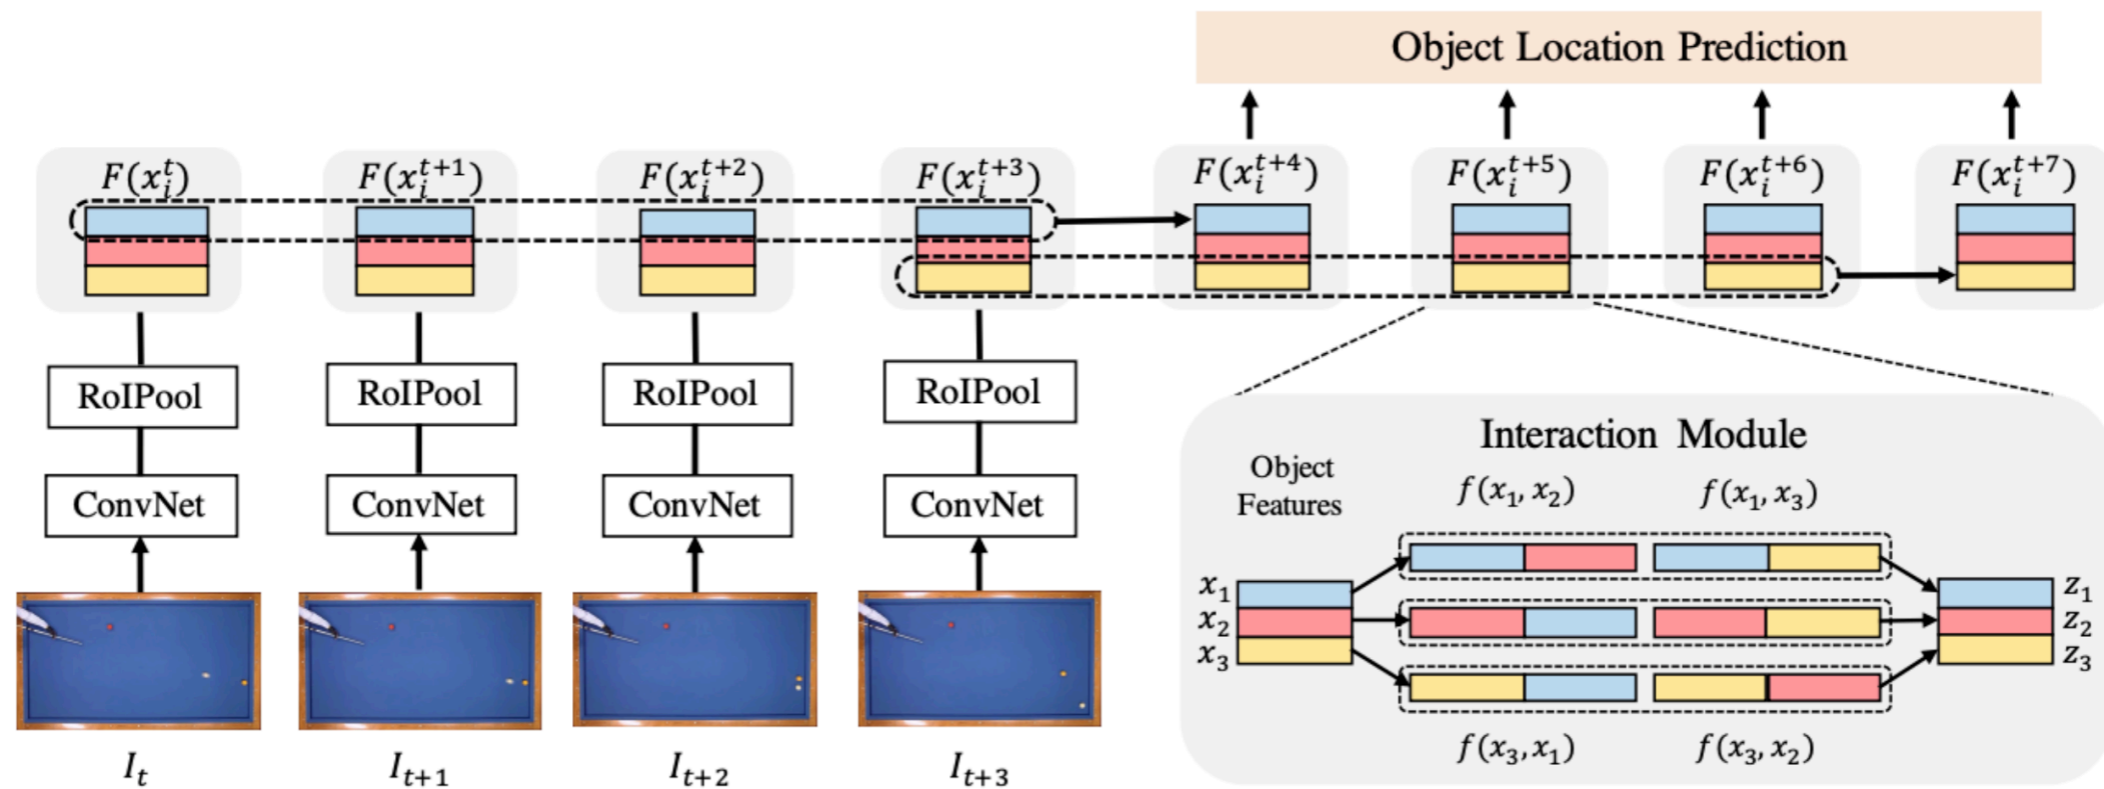 Object Location Prediction
F(x_i^t) F(x_i^{t+1}) F(x_i^{t+2}) F(x_i^{t+3}) F(x_i^{t+4}) F(x_i^{t+5}) F(x_i^{t+6}) F(x_i^{t+7})
RoIPool RoIPool RoIPool RoIPool
ConvNet ConvNet ConvNet ConvNet
I_t I_{t+1} I_{t+2} I_{t+3}
Interaction Module
Object
Features
f(x_1, x_2) f(x_1, x_3)
x_1 z_1
x_2 z_2
x_3 z_3
f(x_3, x_1) f(x_3, x_2)